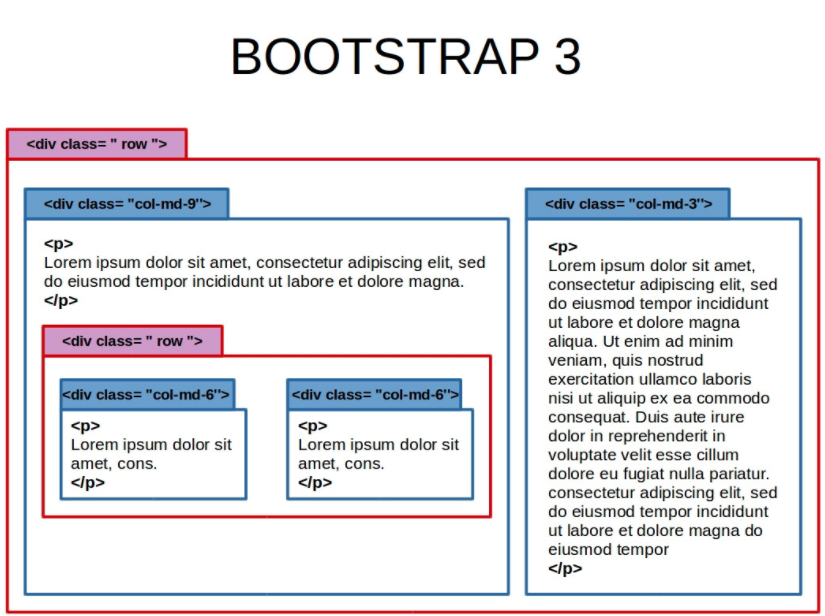 BOOTSTRAP 3
<div class= " row ">
<div class= "col-md-9">
<p>
Lorem ipsum dolor sit amet, consectetur adipiscing elit, sed
do eiusmod tempor incididunt ut labore et dolore magna.
</p>
<div class= " row ">
<div class= "col-md-6">
<p>
Lorem ipsum dolor sit
amet, cons.
</p>
<div class= "col-md-6">
<p>
Lorem ipsum dolor sit
amet, cons.
</p>
<div class= "col-md-3">
<p>
Lorem ipsum dolor sit amet,
consectetur adipiscing elit, sed
do eiusmod tempor incididunt
ut labore et dolore magna
aliqua. Ut enim ad minim
veniam, quis nostrud
exercitation ullamco laboris
nisi ut aliquip ex ea commodo
consequat. Duis aute irure
dolor in reprehenderit in
voluptate velit esse cillum
dolore eu fugiat nulla pariatur.
consectetur adipiscing elit, sed
do eiusmod tempor incididunt
ut labore et dolore magna do
eiusmod tempor
</p>